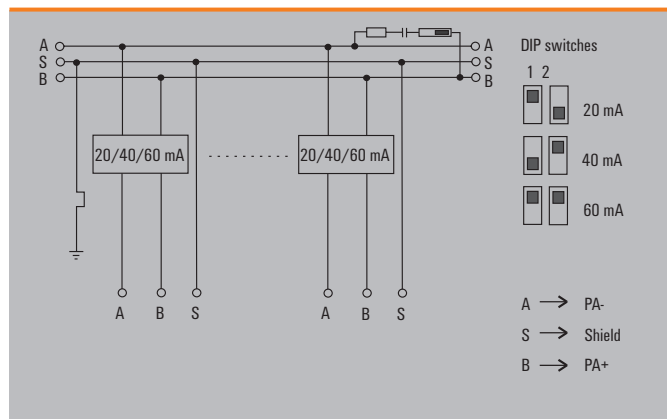 A A DIP switches
S S
B B
1 2
20 mA
20/40/60 mA ........... 20/40/60 mA
40 mA
60 mA
A B S A B S
A → PA-
S → Shield
B → PA+